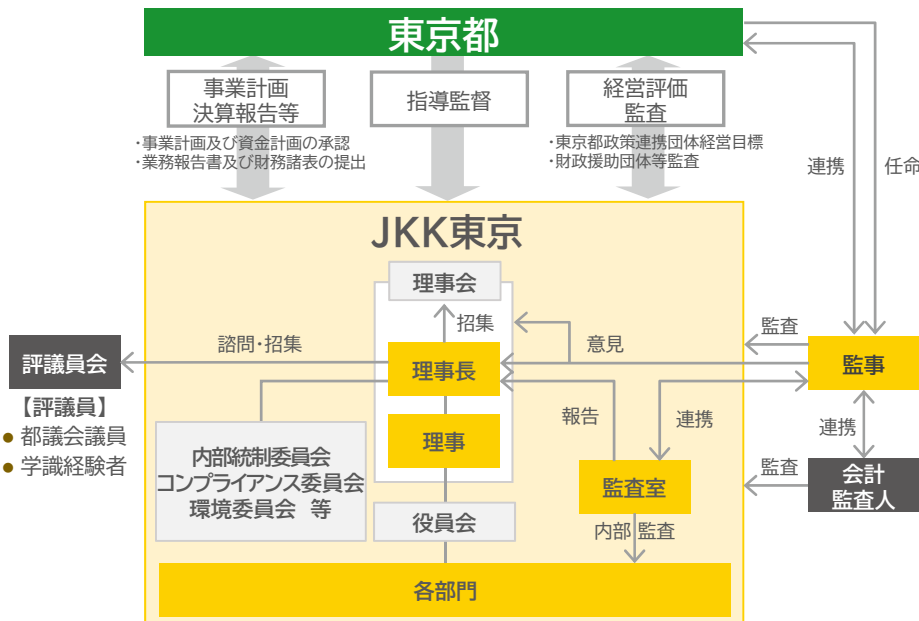 東京都
事業計画
決算報告等
指導監督
経営評価
監査
・事業計画及び資金計画の承認
・業務報告書及び財務諸表の提出
・東京都政策連携団体経営目標
・財政援助団体等監査
連携
任命
JKK東京
理事会
招集
諮問・招集
意見
監査
評議員会
理事長
監事
【評議員】
● 都議会議員
● 学識経験者
報告
連携
連携
理事
内部統制委員会
コンプライアンス委員会
環境委員会 等
監査室
監査
会計
監査人
役員会
内部 監査
各部門